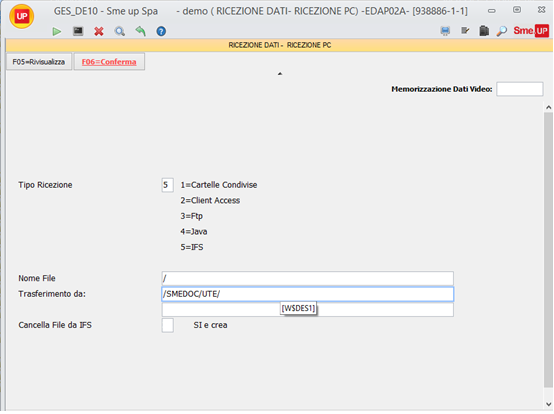 UP GES_DE10 - Sme up Spa - demo ( RICEZIONE DATI- RICEZIONE PC) -EDAP02A- [938886-1-1]
Sme UP
RICEZIONE DATI - RICEZIONE PC
F05=Rivisualizza F06=Conferma
Memorizzazione Dati Video:
Tipo Ricezione 5 1=Cartelle Condivise
2=Client Access
3=Ftp
4=Java
5=IFS
Nome File /
Trasferimento da: /SMEDOC/UTE/
[W$DES1]
Cancella File da IFS SI e crea